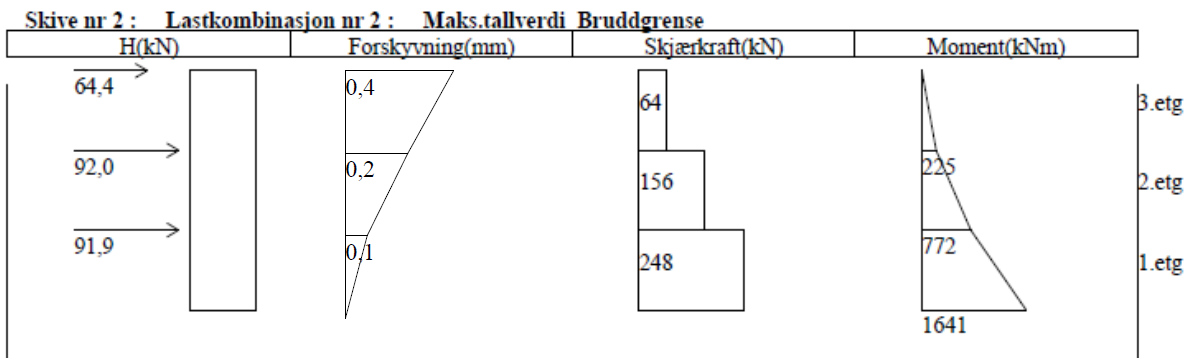 Skive nr 2 : Lastkombinasjon nr 2 : Maks.tallverdi Bruddgrense
H(kN) Forskyvning(mm) Skjærkraft(kN) Moment(kNm)
64,4 0,4 64 3.etg
92,0 0,2 156 225 2.etg
91,9 0,1 248 772 1.etg
1641